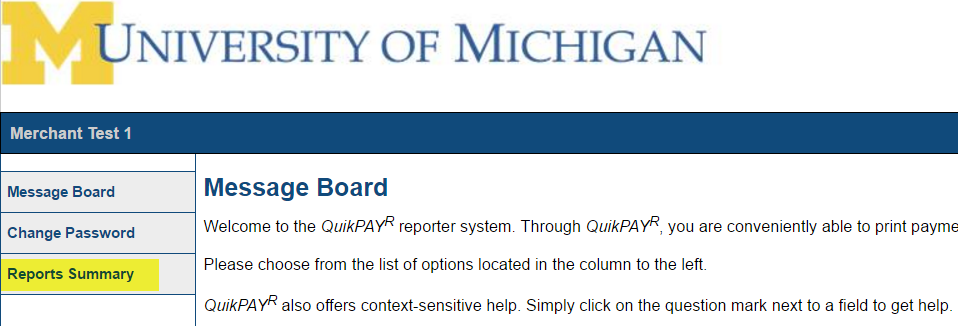 M UNIVERSITY OF MICHIGAN
Merchant Test 1
Message Board
Change Password
Reports Summary
Message Board
Welcome to the QuikPAYR reporter system. Through QuikPAYR, you are conveniently able to print payme
Please choose from the list of options located in the column to the left.
QuikPAYR also offers context-sensitive help. Simply click on the question mark next to a field to get help.